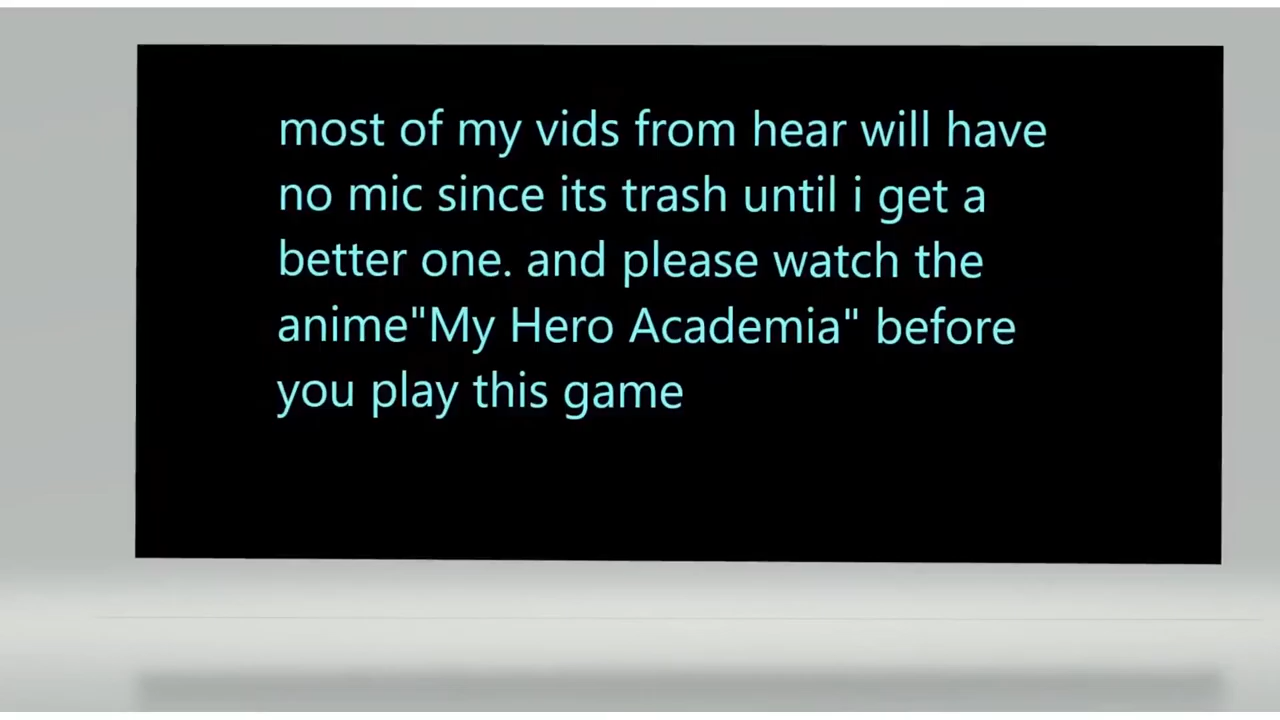 most of my vids from hear will have
no mic since its trash until i get a
better one. and please watch the
anime"My Hero Academia" before
you play this game